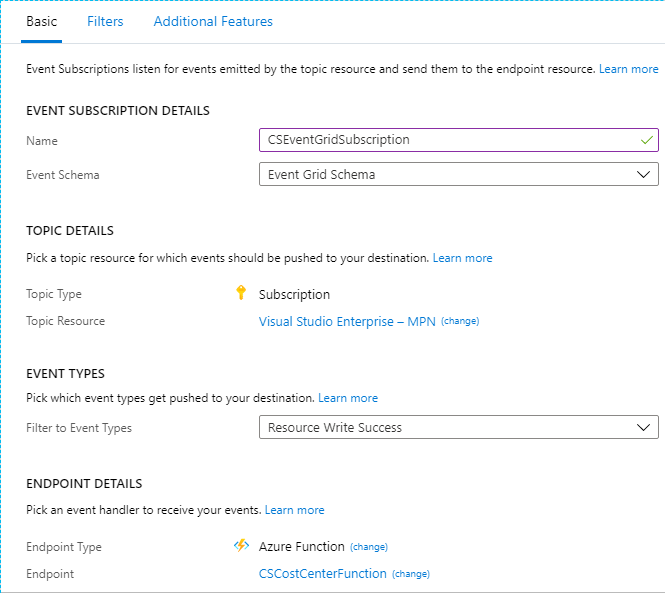 Basic Filters Additional Features
Event Subscriptions listen for events emitted by the topic resource and send them to the endpoint resource. Learn more
EVENT SUBSCRIPTION DETAILS
Name CSEventGridSubscription
Event Schema Event Grid Schema
TOPIC DETAILS
Pick a topic resource for which events should be pushed to your destination. Learn more
Topic Type Subscription
Topic Resource Visual Studio Enterprise – MPN (change)
EVENT TYPES
Pick which event types get pushed to your destination. Learn more
Filter to Event Types Resource Write Success
ENDPOINT DETAILS
Pick an event handler to receive your events. Learn more
Endpoint Type Azure Function (change)
Endpoint CSCostCenterFunction (change)